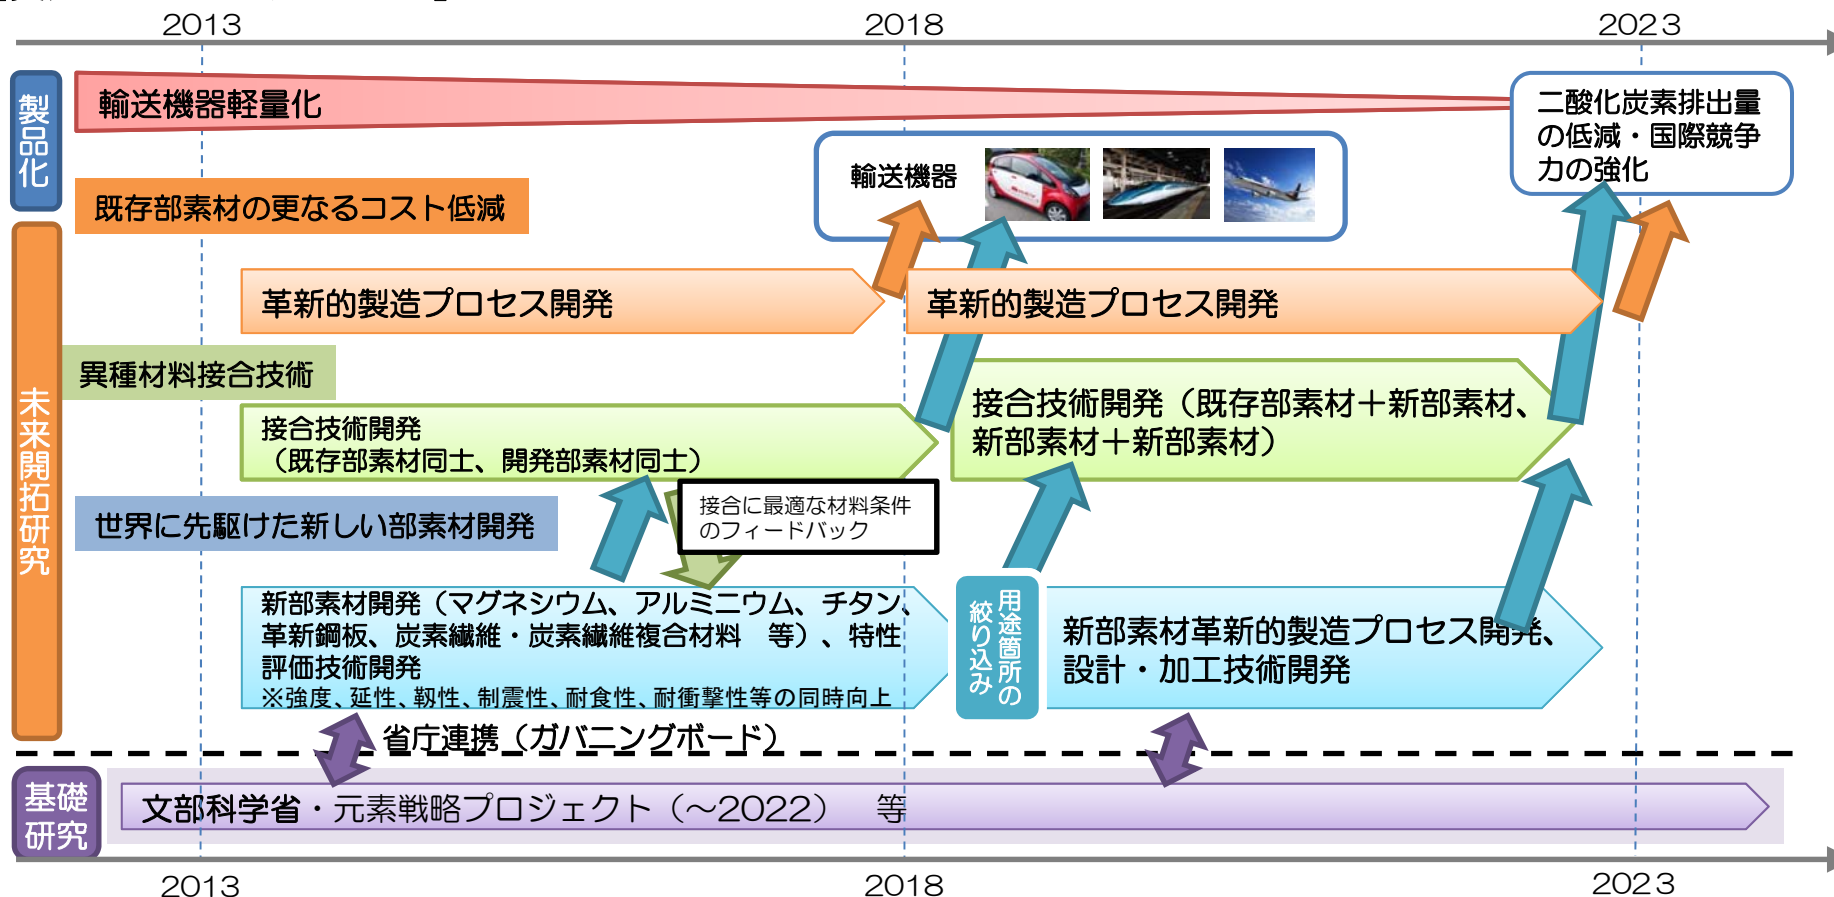 2013
2018
2023
製品化
輸送機器軽量化
二酸化炭素排出量
の低減・国際競争
力の強化
輸送機器
既存部素材の更なるコスト低減
未来開拓研究
革新的製造プロセス開発
革新的製造プロセス開発
異種材料接合技術
接合技術開発
（既存部素材同士、開発部素材同士）
接合技術開発（既存部素材＋新部素材、
新部素材＋新部素材）
世界に先駆けた新しい部素材開発
接合に最適な材料条件
のフィードバック
新部素材開発（マグネシウム、アルミニウム、チタン、
革新鋼板、炭素繊維・炭素繊維複合材料　等）、特性
評価技術開発
※強度、延性、靱性、制震性、耐食性、耐衝撃性等の同時向上
用途箇所の
絞り込み
新部素材革新的製造プロセス開発、
設計・加工技術開発
省庁連携（ガバニングボード）
基礎
研究
文部科学省・元素戦略プロジェクト（～2022）　等
2013
2018
2023